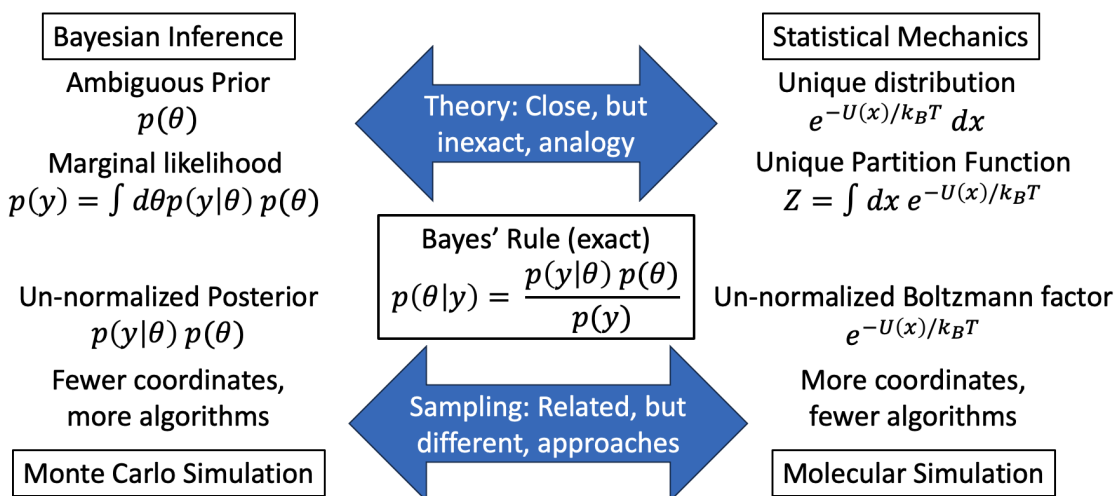 Bayesian Inference
Ambiguous Prior
p(θ)
Marginal likelihood
p(y) = ∫ dθp(y|θ) p(θ)
Un-normalized Posterior
p(y|θ) p(θ)
Fewer coordinates,
more algorithms
Monte Carlo Simulation
Theory: Close, but
inexact, analogy
Bayes’ Rule (exact)
p(θ|y) = p(y|θ) p(θ) / p(y)
Sampling: Related, but
different, approaches
Statistical Mechanics
Unique distribution
e^{-U(x)/k_BT} dx
Unique Partition Function
Z = ∫ dx e^{-U(x)/k_BT}
Un-normalized Boltzmann factor
e^{-U(x)/k_BT}
More coordinates,
fewer algorithms
Molecular Simulation